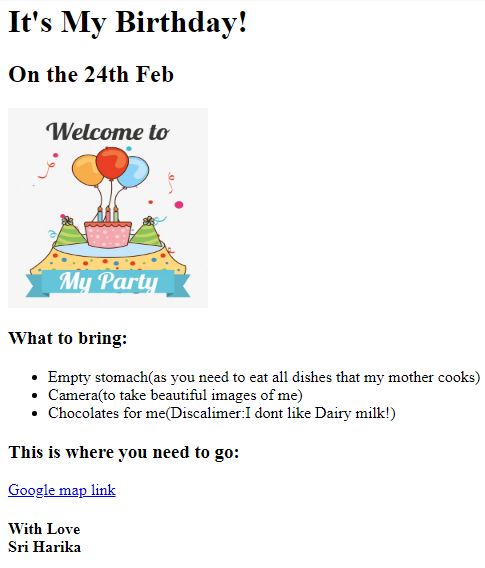 It's My Birthday!
On the 24th Feb
Welcome to
My Party
What to bring:
Empty stomach(as you need to eat all dishes that my mother cooks)
Camera(to take beautiful images of me)
Chocolates for me(Discalimer:I dont like Dairy milk!)
This is where you need to go:
Google map link
With Love
Sri Harika